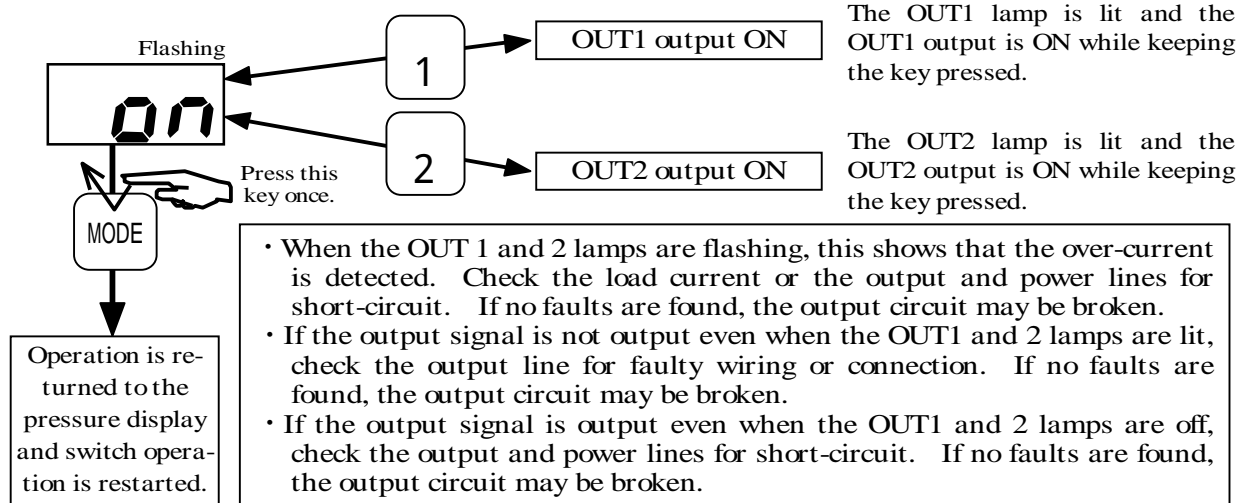 Flashing
on
1
OUT1 output ON
The OUT1 lamp is lit and the
OUT1 output is ON while keeping
the key pressed.
2
OUT2 output ON
The OUT2 lamp is lit and the
OUT2 output is ON while keeping
the key pressed.
Press this
key once.
MODE
Operation is re-
turned to the
pressure display
and switch opera-
tion is restarted.
・When the OUT 1 and 2 lamps are flashing, this shows that the over-current
is detected. Check the load current or the output and power lines for
short-circuit. If no faults are found, the output circuit may be broken.
・If the output signal is not output even when the OUT1 and 2 lamps are lit,
check the output line for faulty wiring or connection. If no faults are
found, the output circuit may be broken.
・If the output signal is output even when the OUT1 and 2 lamps are off,
check the output and power lines for short-circuit. If no faults are found,
the output circuit may be broken.